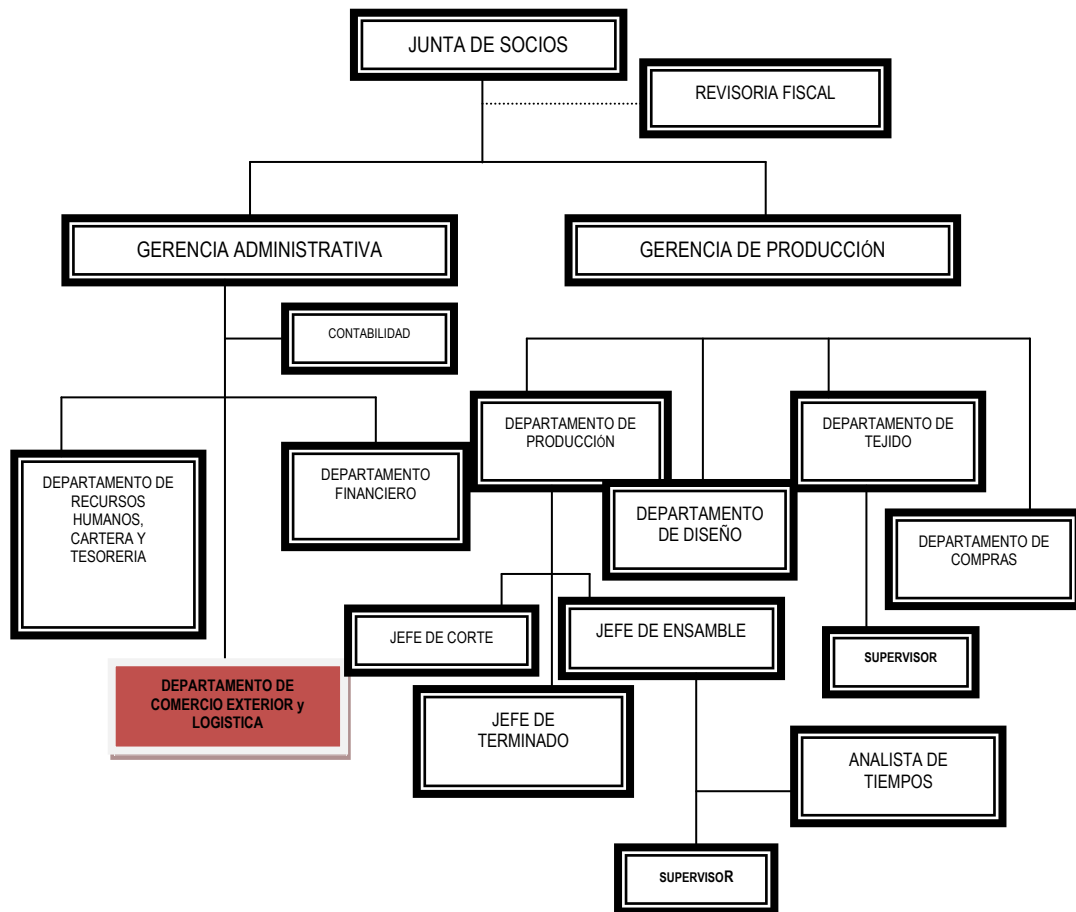 JUNTA DE SOCIOS
REVISORIA FISCAL
GERENCIA ADMINISTRATIVA
GERENCIA DE PRODUCCIÓN
CONTABILIDAD
DEPARTAMENTO DE
RECURSOS
HUMANOS,
CARTERA Y
TESORERIA
DEPARTAMENTO
FINANCIERO
DEPARTAMENTO DE
PRODUCCIÓN
DEPARTAMENTO
DE DISEÑO
DEPARTAMENTO DE
TEJIDO
DEPARTAMENTO DE
COMPRAS
JEFE DE CORTE
JEFE DE ENSAMBLE
SUPERVISOR
DEPARTAMENTO DE
COMERCIO EXTERIOR y
LOGISTICA
JEFE DE
TERMINADO
ANALISTA DE
TIEMPOS
SUPERVISOR